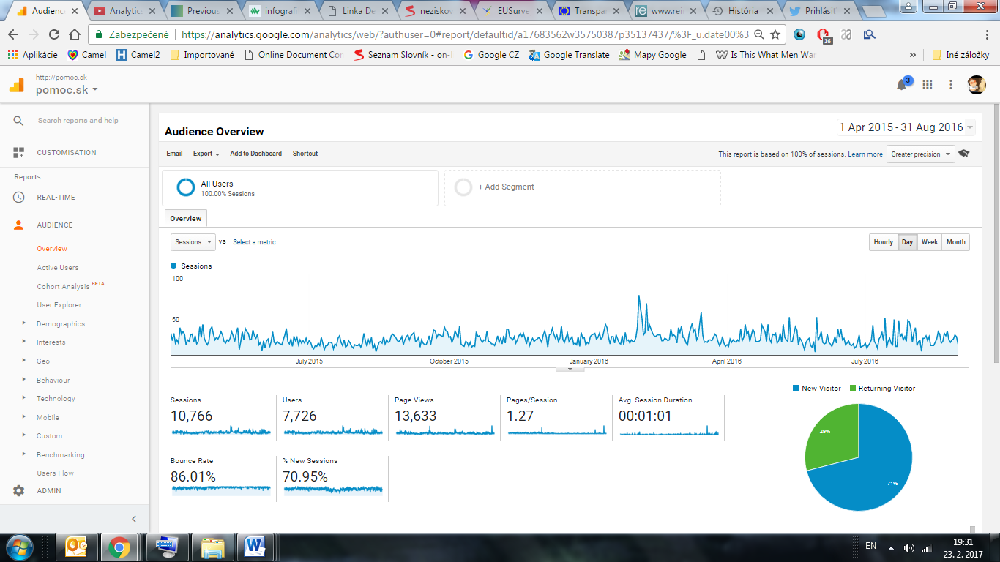 Audience Analytics Previous infografi Linka De neziskov EUSurve Transpa www.rei História Prihlásit
Zabezpečené https://analytics.google.com/analytics/web/?authuser=0#report/defaultid/a17683562w35750387p35137437/%3F_u.date00%3 16
Aplikácie Camel Camel2 Importované Online Document Con Seznam Slovník - on-l Google CZ Google Translate Mapy Google Is This What Men War » Iné záložky
http://pomoc.sk
pomoc.sk 3
Search reports and help
CUSTOMISATION
Reports
REAL-TIME
AUDIENCE
Overview
Active Users
Cohort Analysis BETA
User Explorer
Demographics
Interests
Geo
Behaviour
Technology
Mobile
Custom
Benchmarking
Users Flow
ADMIN
Audience Overview 1 Apr 2015 - 31 Aug 2016
Email Export Add to Dashboard Shortcut This report is based on 100% of sessions. Learn more Greater precision
All Users
100.00% Sessions
+ Add Segment
Overview
Sessions vs Select a metric Hourly Day Week Month
Sessions
100
50
July 2015 October 2015 January 2016 April 2016 July 2016
New Visitor Returning Visitor
Sessions Users Page Views Pages/Session Avg. Session Duration
10,766 7,726 13,633 1.27 00:01:01
29%
Bounce Rate % New Sessions
86.01% 70.95%
71%
EN 19:31
23. 2. 2017